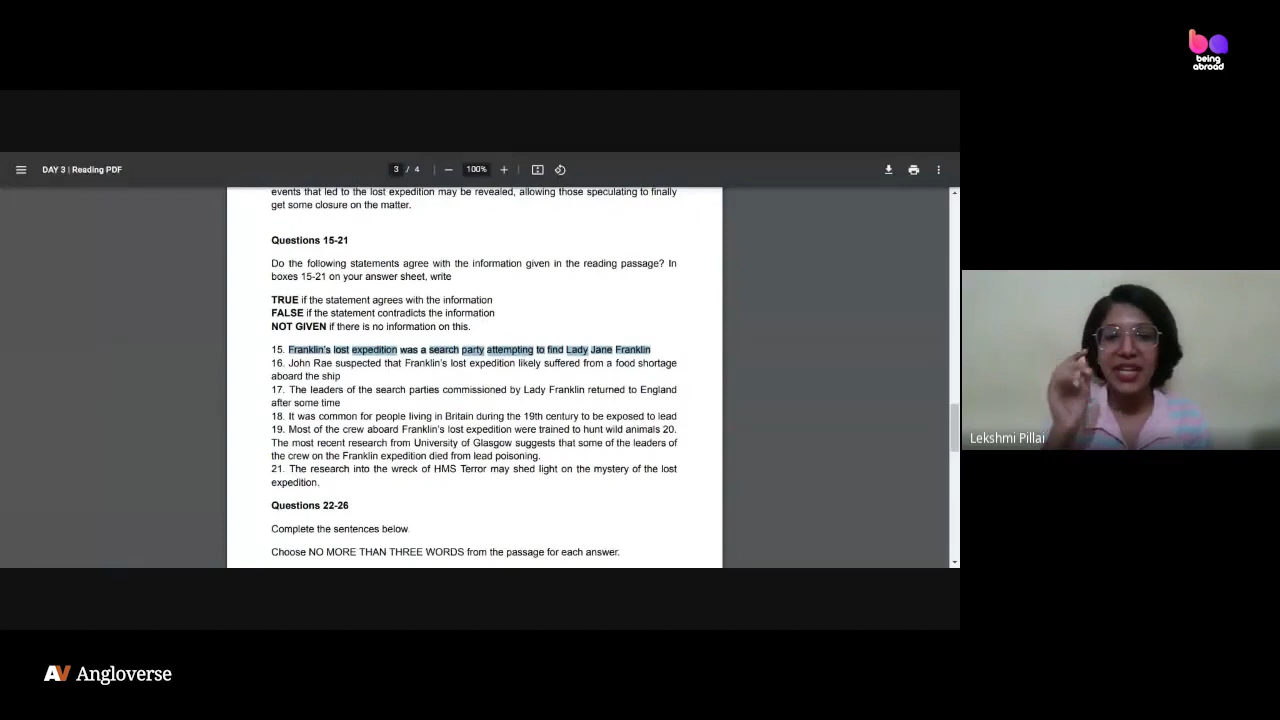 being
abroad
DAY 3 | Reading PDF
3 / 4
100%
events that led to the lost expedition may be revealed, allowing those speculating to finally
get some closure on the matter.
Questions 15-21
Do the following statements agree with the information given in the reading passage? In
boxes 15-21 on your answer sheet, write
TRUE if the statement agrees with the information
FALSE if the statement contradicts the information
NOT GIVEN if there is no information on this.
15. Franklin's lost expedition was a search party attempting to find Lady Jane Franklin
16. John Rae suspected that Franklin's lost expedition likely suffered from a food shortage
aboard the ship
17. The leaders of the search parties commissioned by Lady Franklin returned to England
after some time
18. It was common for people living in Britain during the 19th century to be exposed to lead
19. Most of the crew aboard Franklin's lost expedition were trained to hunt wild animals 20.
The most recent research from University of Glasgow suggests that some of the leaders of
the crew on the Franklin expedition died from lead poisoning.
21. The research into the wreck of HMS Terror may shed light on the mystery of the lost
expedition.
Questions 22-26
Complete the sentences below.
Choose NO MORE THAN THREE WORDS from the passage for each answer.
Lekshmi Pillai
AV Angloverse